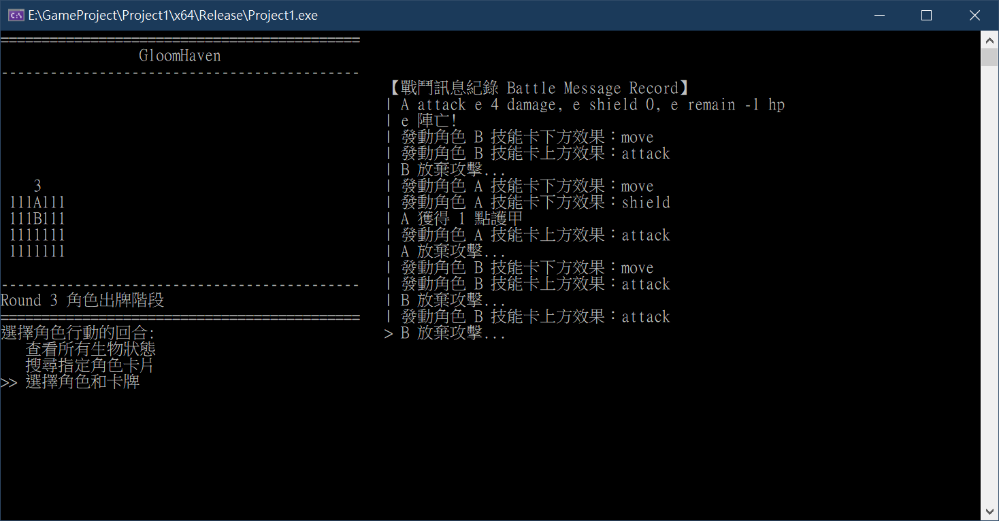 E:\GameProject\Project1\x64\Release\Project1.exe
============================================
GloomHaven
--------------------------------------------
3
111A111
111B111
1111111
1111111
--------------------------------------------
Round 3 角色出牌階段
============================================
選擇角色行動的回合:
查看所有生物狀態
搜尋指定角色卡片
>> 選擇角色和卡牌
【戰鬥訊息紀錄 Battle Message Record】
| A attack e 4 damage, e shield 0, e remain -1 hp
| e 陣亡!
| 發動角色 B 技能卡下方效果：move
| 發動角色 B 技能卡上方效果：attack
| B 放棄攻擊...
| 發動角色 A 技能卡下方效果：move
| 發動角色 A 技能卡下方效果：shield
| A 獲得 1 點護甲
| 發動角色 A 技能卡上方效果：attack
| A 放棄攻擊...
| 發動角色 B 技能卡下方效果：move
| 發動角色 B 技能卡上方效果：attack
| B 放棄攻擊...
| 發動角色 B 技能卡上方效果：attack
> B 放棄攻擊...